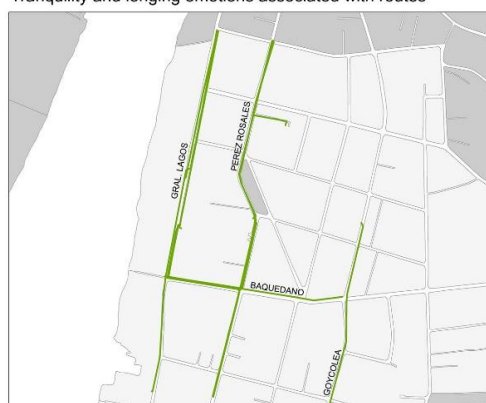 Tranquility and longing emotions associated with routes
GRAL. LAGOS
PEREZ ROSALES
BAQUEDANO
GOYCOLEA